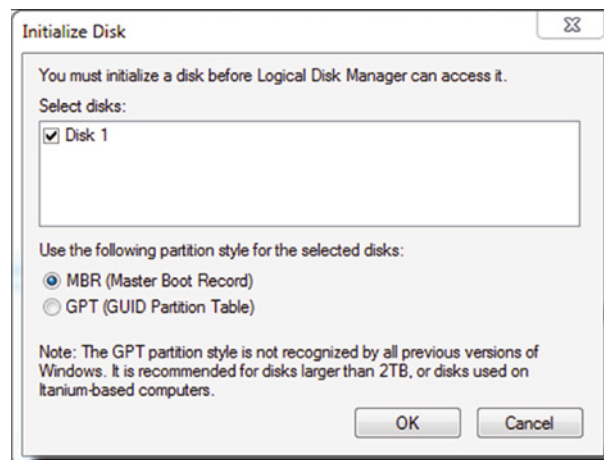 Initialize Disk
You must initialize a disk before Logical Disk Manager can access it.
Select disks:
Disk 1
Use the following partition style for the selected disks:
MBR (Master Boot Record)
GPT (GUID Partition Table)
Note: The GPT partition style is not recognized by all previous versions of
Windows. It is recommended for disks larger than 2TB, or disks used on
Itanium-based computers.
OK Cancel